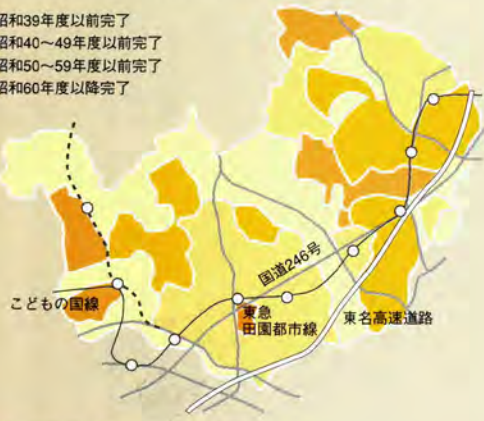 昭和39年度以前完了
昭和40～49年度以前完了
昭和50～59年度以前完了
昭和60年度以降完了
国道246号
こどもの国線
東急
田園都市線
東名高速道路